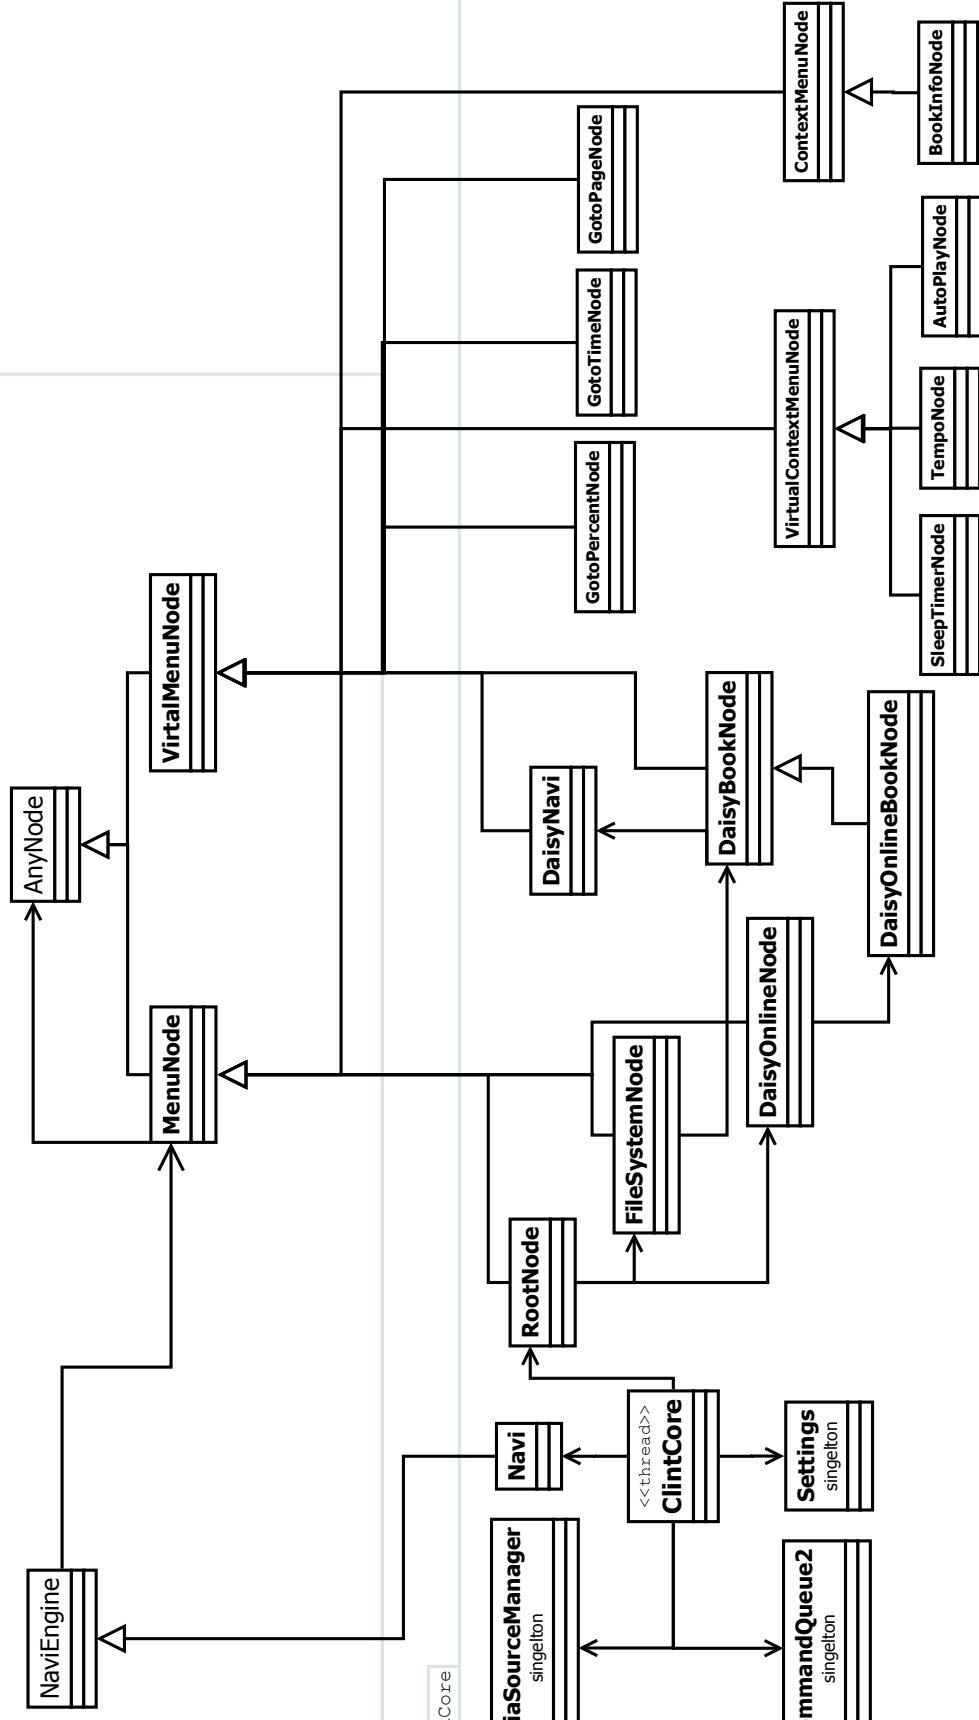 NaviEngine
AnyNode
MenuNode
VirtalMenuNode
Core
iaSourceManager
singelton
Navi
RootNode
DaisyNavi
GotoPercentNode
GotoTimeNode
GotoPageNode
<<thread>>
ClintCore
FileSystemNode
DaisyBookNode
DaisyOnlineNode
mmandQueue2
singelton
Settings
singelton
VirtualContextMenuNode
ContextMenuNode
DaisyOnlineBookNode
SleepTimerNode
TempoNode
AutoPlayNode
BookInfoNode